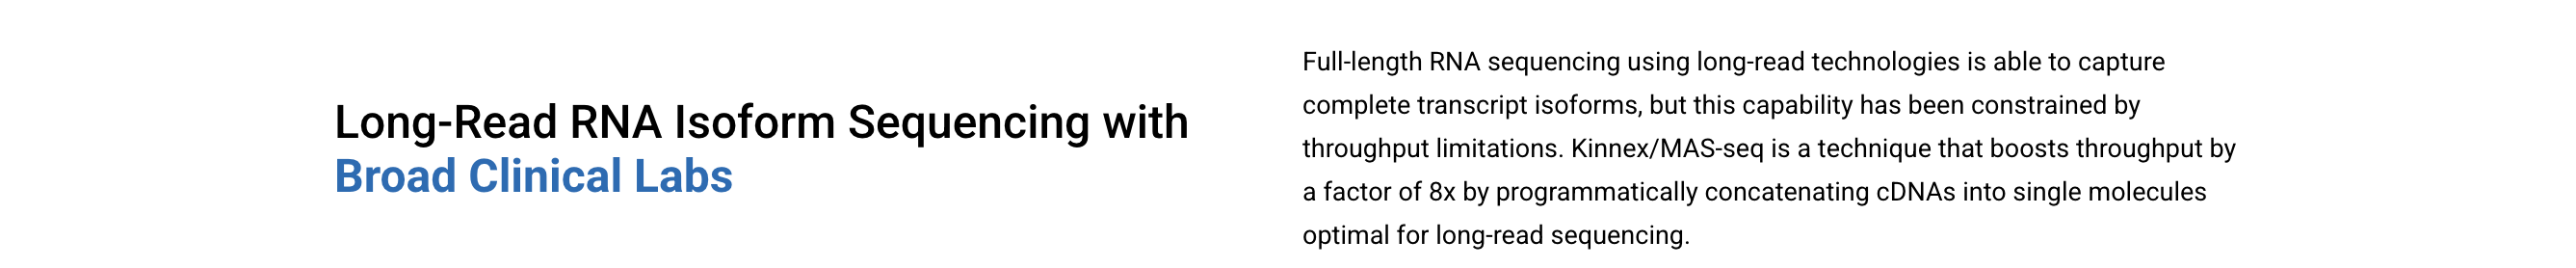 Long-Read RNA Isoform Sequencing with
Broad Clinical Labs
Full-length RNA sequencing using long-read technologies is able to capture
complete transcript isoforms, but this capability has been constrained by
throughput limitations. Kinnex/MAS-seq is a technique that boosts throughput by
a factor of 8x by programmatically concatenating cDNAs into single molecules
optimal for long-read sequencing.